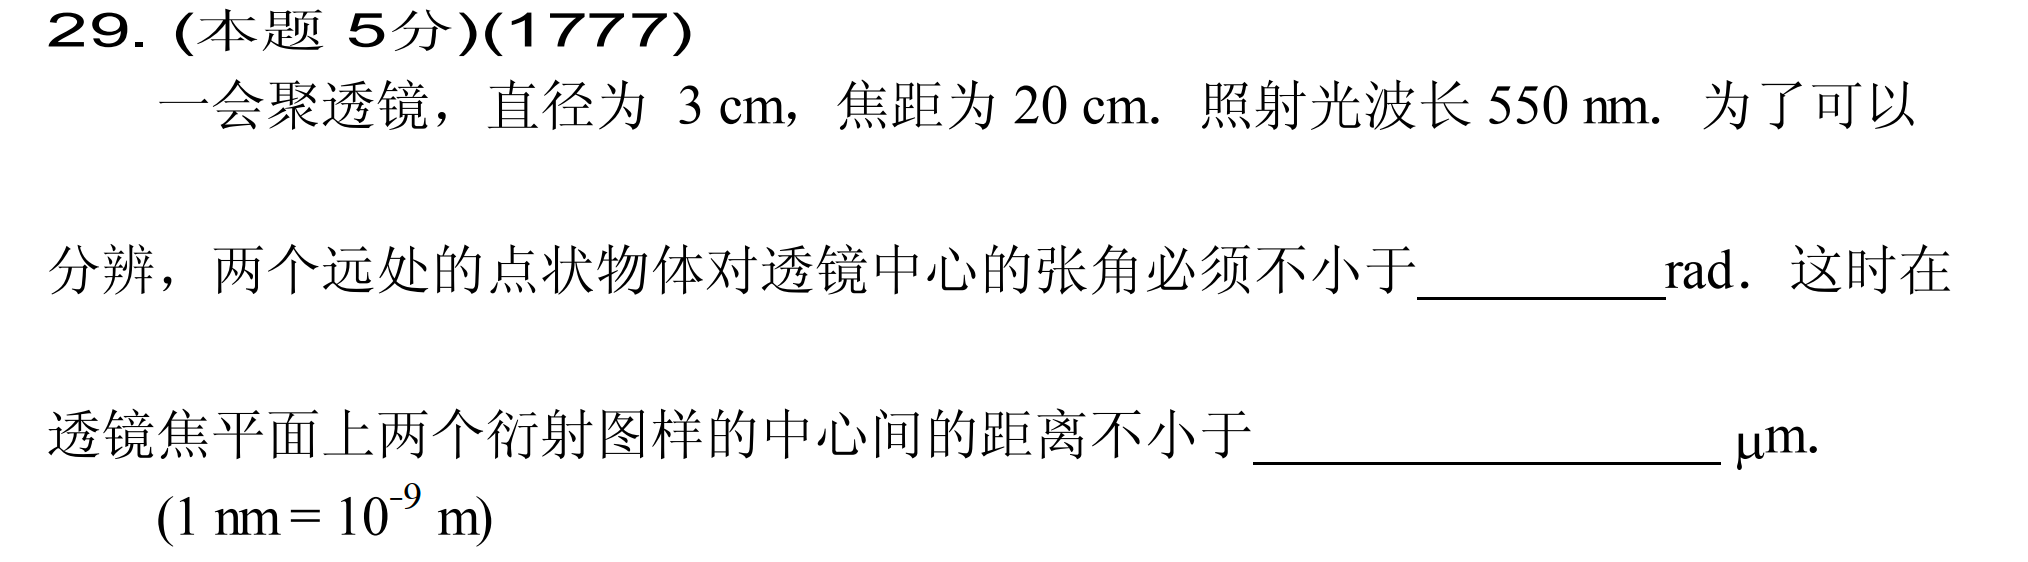 29. (本题 5分)(1777)
一会聚透镜，直径为 3 cm，焦距为 20 cm. 照射光波长 550 nm. 为了可以
分辨，两个远处的点状物体对透镜中心的张角必须不小于_________rad. 这时在
透镜焦平面上两个衍射图样的中心间的距离不小于_________________ μm.
(1 nm = 10⁻⁹ m)